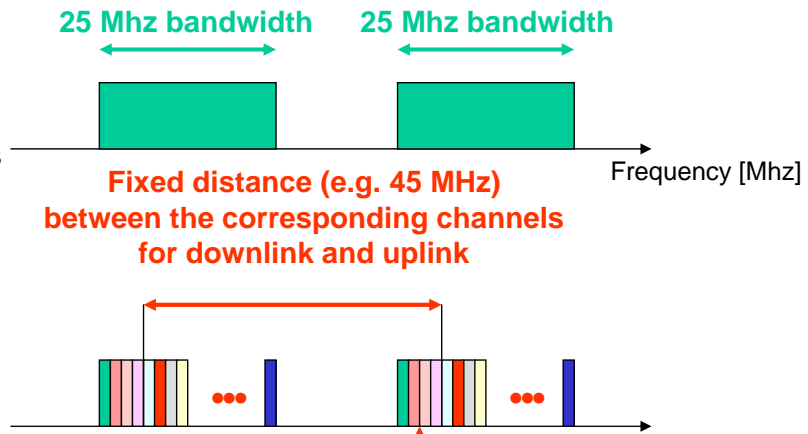 25 Mhz bandwidth 25 Mhz bandwidth
s
Frequency [Mhz]
Fixed distance (e.g. 45 MHz)
between the corresponding channels
for downlink and uplink